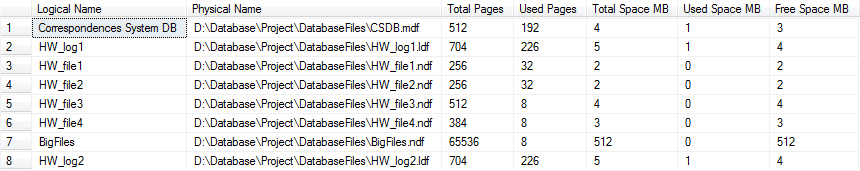 Logical Name Physical Name Total Pages Used Pages Total Space MB Used Space MB Free Space MB
1 Correspondences System DB D:\Database\Project\DatabaseFiles\CSDB.mdf 512 192 4 1 3
2 HW_log1 D:\Database\Project\DatabaseFiles\HW_log1.ldf 704 226 5 1 4
3 HW_file1 D:\Database\Project\DatabaseFiles\HW_file1.ndf 256 32 2 0 2
4 HW_file2 D:\Database\Project\DatabaseFiles\HW_file2.ndf 256 32 2 0 2
5 HW_file3 D:\Database\Project\DatabaseFiles\HW_file3.ndf 512 8 4 0 4
6 HW_file4 D:\Database\Project\DatabaseFiles\HW_file4.ndf 384 8 3 0 3
7 BigFiles D:\Database\Project\DatabaseFiles\BigFiles.ndf 65536 8 512 0 512
8 HW_log2 D:\Database\Project\DatabaseFiles\HW_log2.ldf 704 226 5 1 4